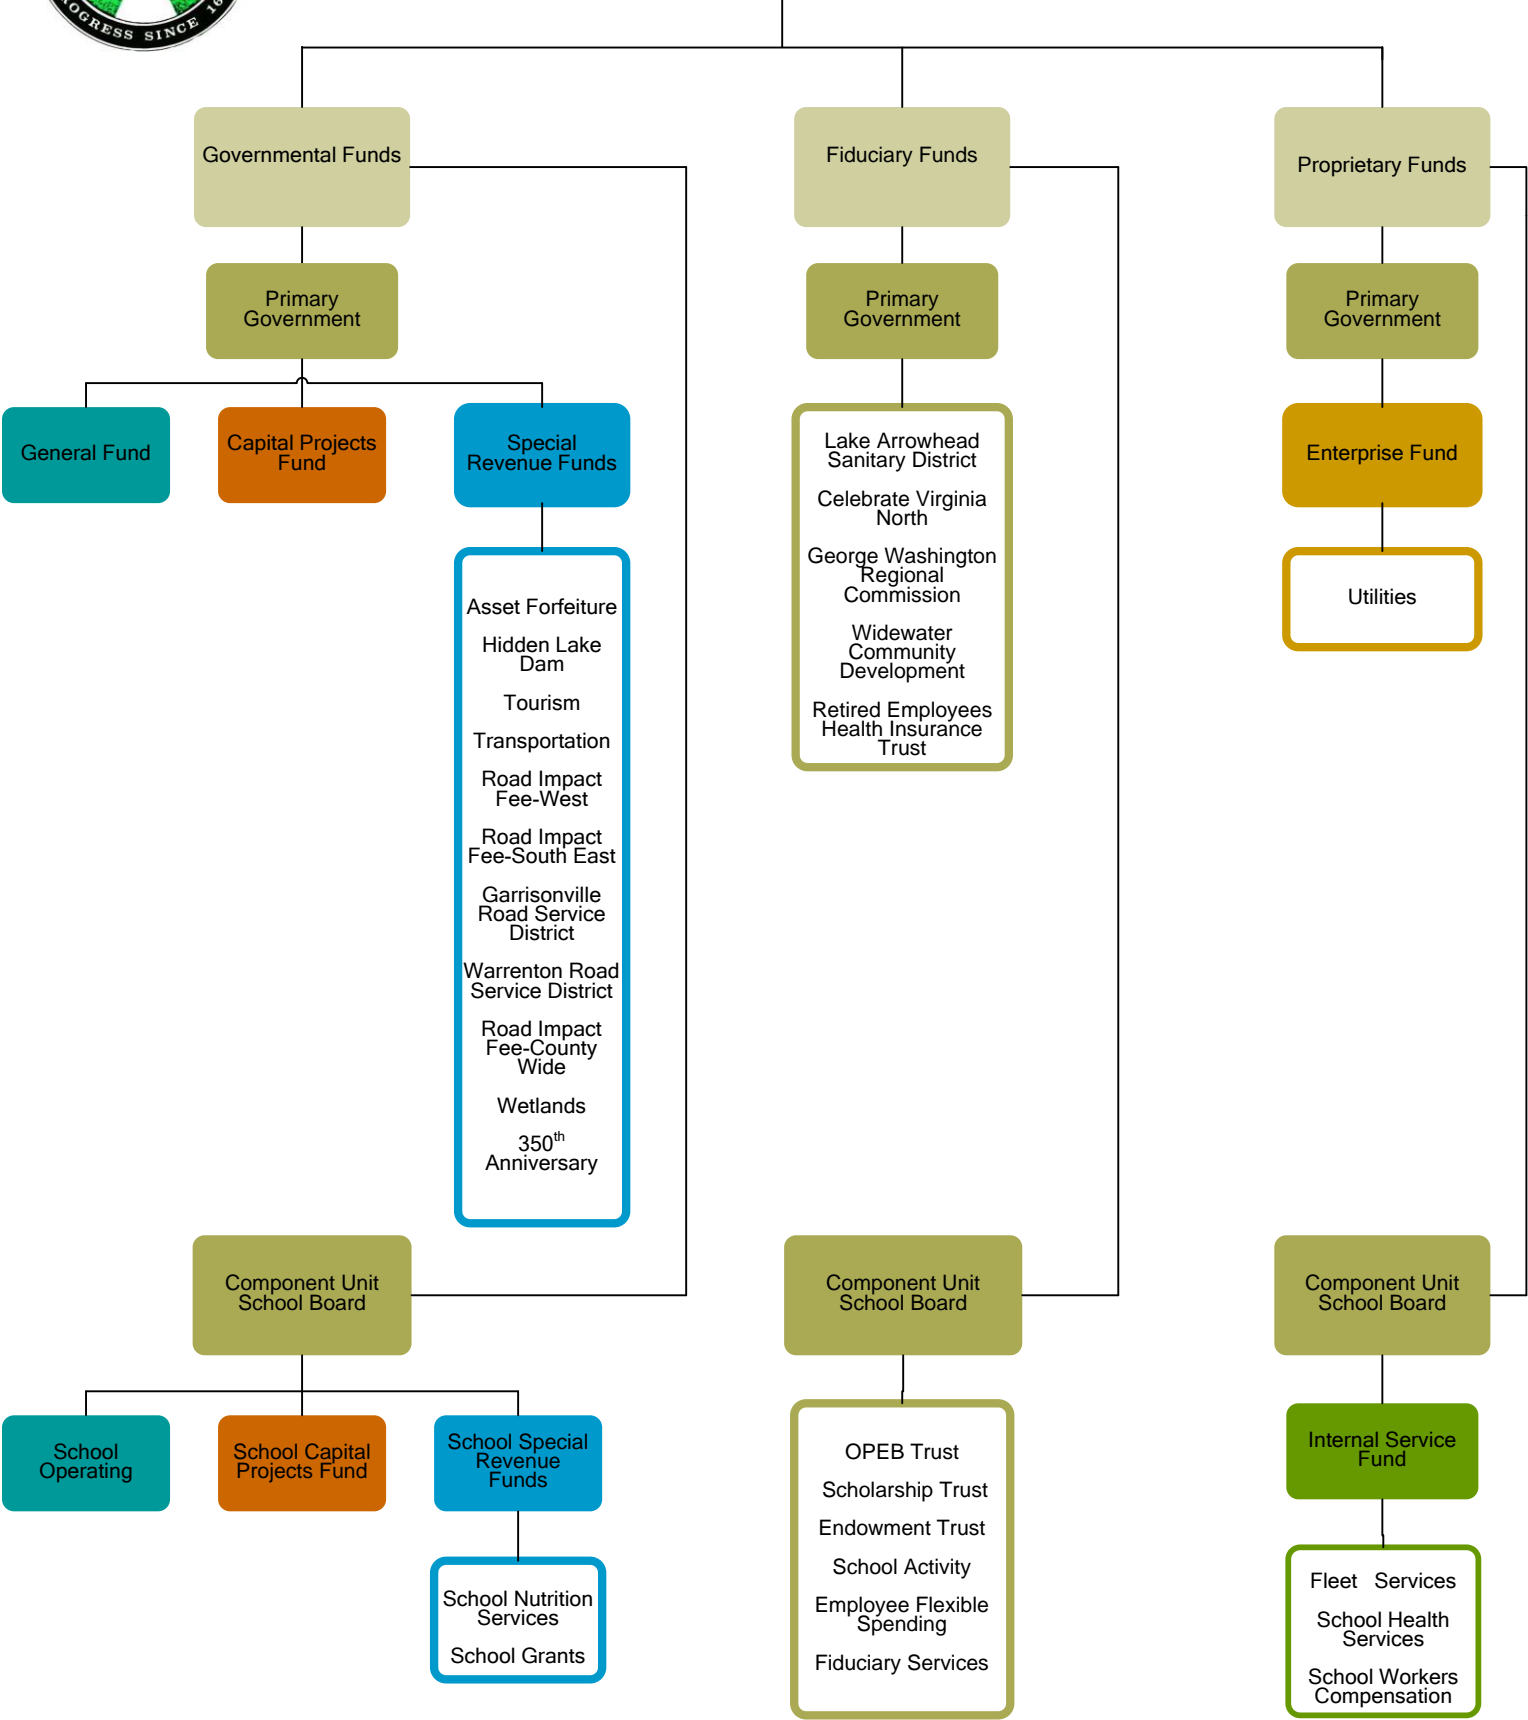 ROGRESS SINCE 16
Governmental Funds
Fiduciary Funds
Proprietary Funds
Primary
Government
Primary
Government
Primary
Government
General Fund
Capital Projects
Fund
Special
Revenue Funds
Asset Forfeiture
Hidden Lake
Dam
Tourism
Transportation
Road Impact
Fee-West
Road Impact
Fee-South East
Garrisonville
Road Service
District
Warrenton Road
Service District
Road Impact
Fee-County
Wide
Wetlands
350th
Anniversary
Lake Arrowhead
Sanitary District
Celebrate Virginia
North
George Washington
Regional
Commission
Widewater
Community
Development
Retired Employees
Health Insurance
Trust
Enterprise Fund
Utilities
Component Unit
School Board
Component Unit
School Board
Component Unit
School Board
School
Operating
School Capital
Projects Fund
School Special
Revenue
Funds
School Nutrition
Services
School Grants
OPEB Trust
Scholarship Trust
Endowment Trust
School Activity
Employee Flexible
Spending
Fiduciary Services
Internal Service
Fund
Fleet   Services
School Health
Services
School Workers
Compensation